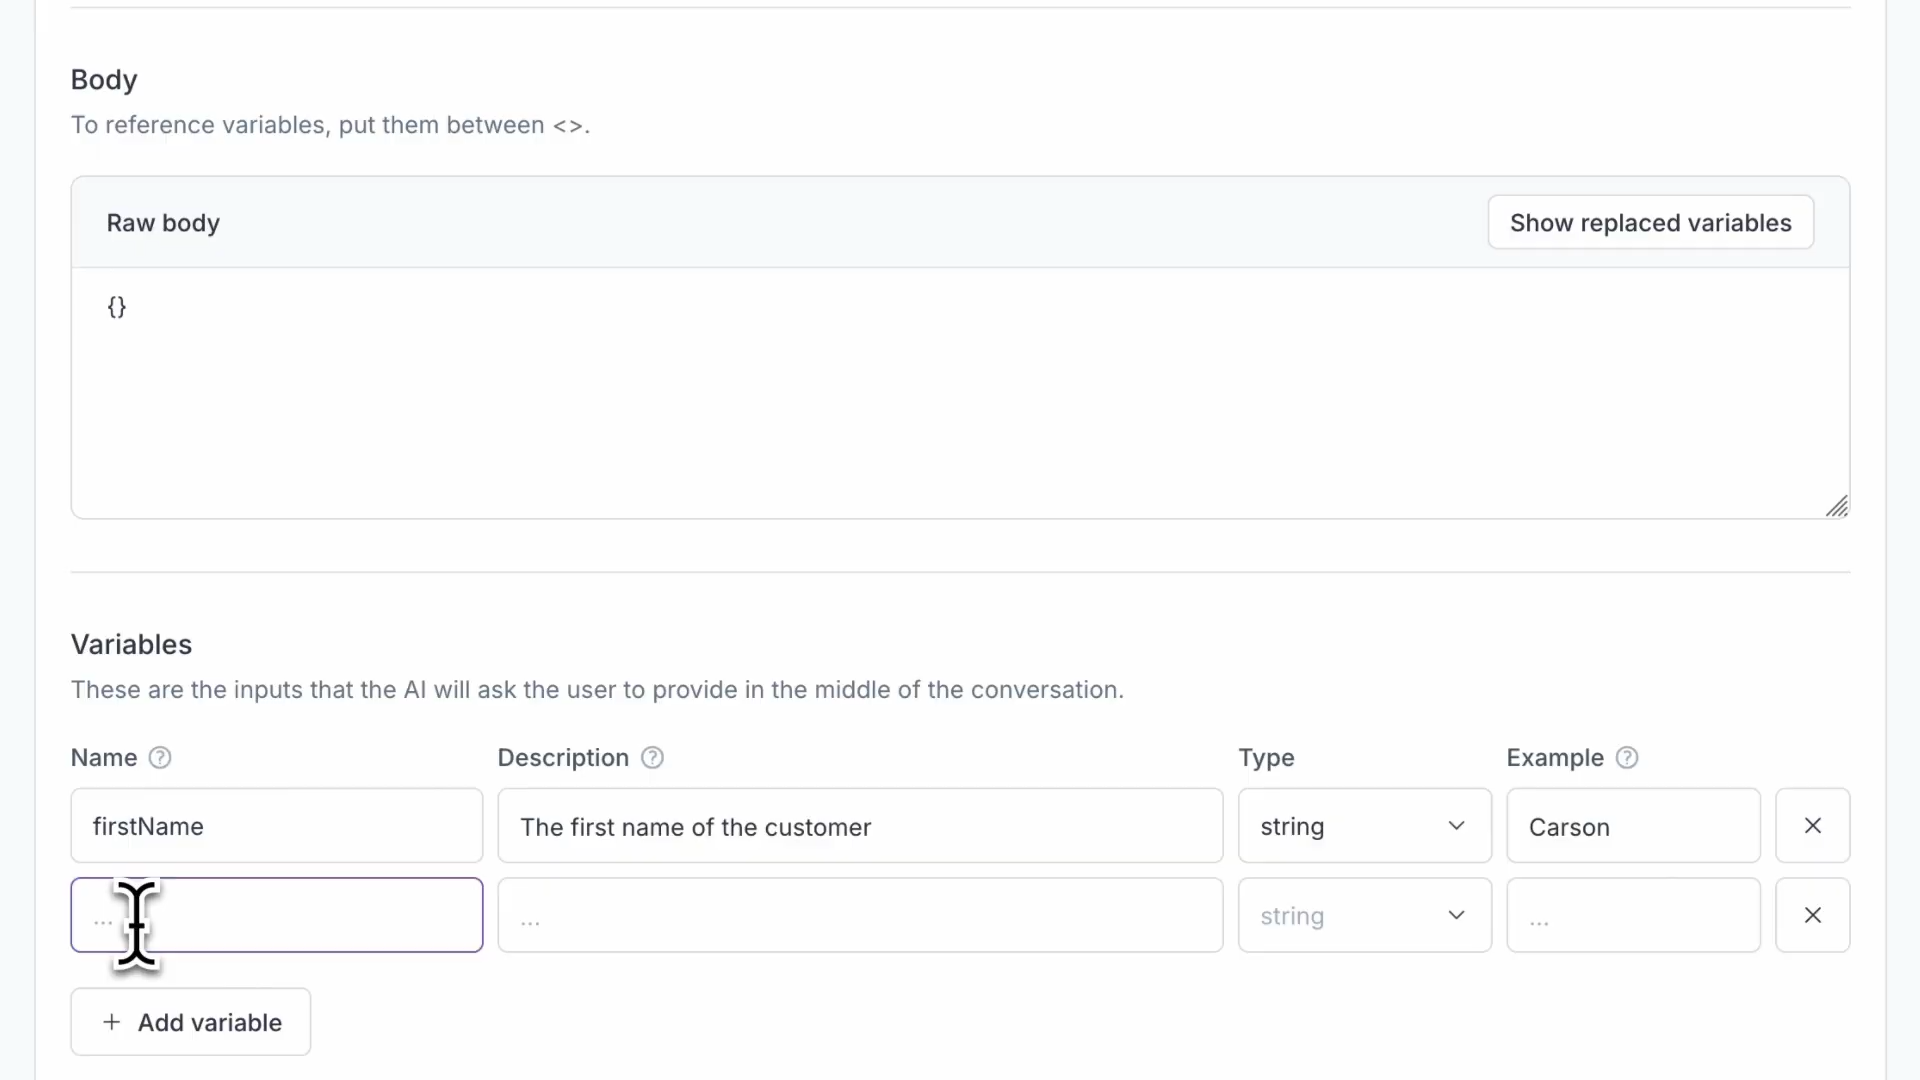 Body
To reference variables, put them between <>.
Raw body
Show replaced variables
{}
Variables
These are the inputs that the AI will ask the user to provide in the middle of the conversation.
Name ? Description ? Type Example ?
firstName The first name of the customer string Carson
... ... string ...
+ Add variable